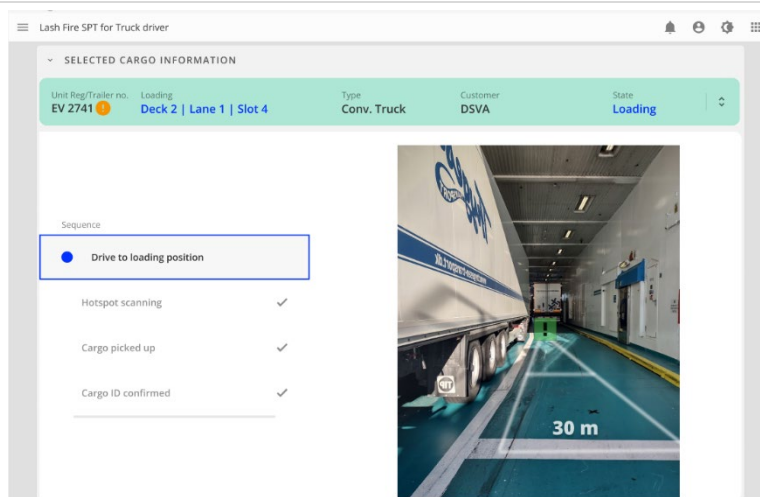 Lash Fire SPT for Truck driver
SELECTED CARGO INFORMATION
Unit Reg/Trailer no. Loading Type Customer State
EV 2741 Deck 2 | Lane 1 | Slot 4 Conv. Truck DSVA Loading
Sequence
Drive to loading position
Hotspot scanning
Cargo picked up
Cargo ID confirmed
30 m